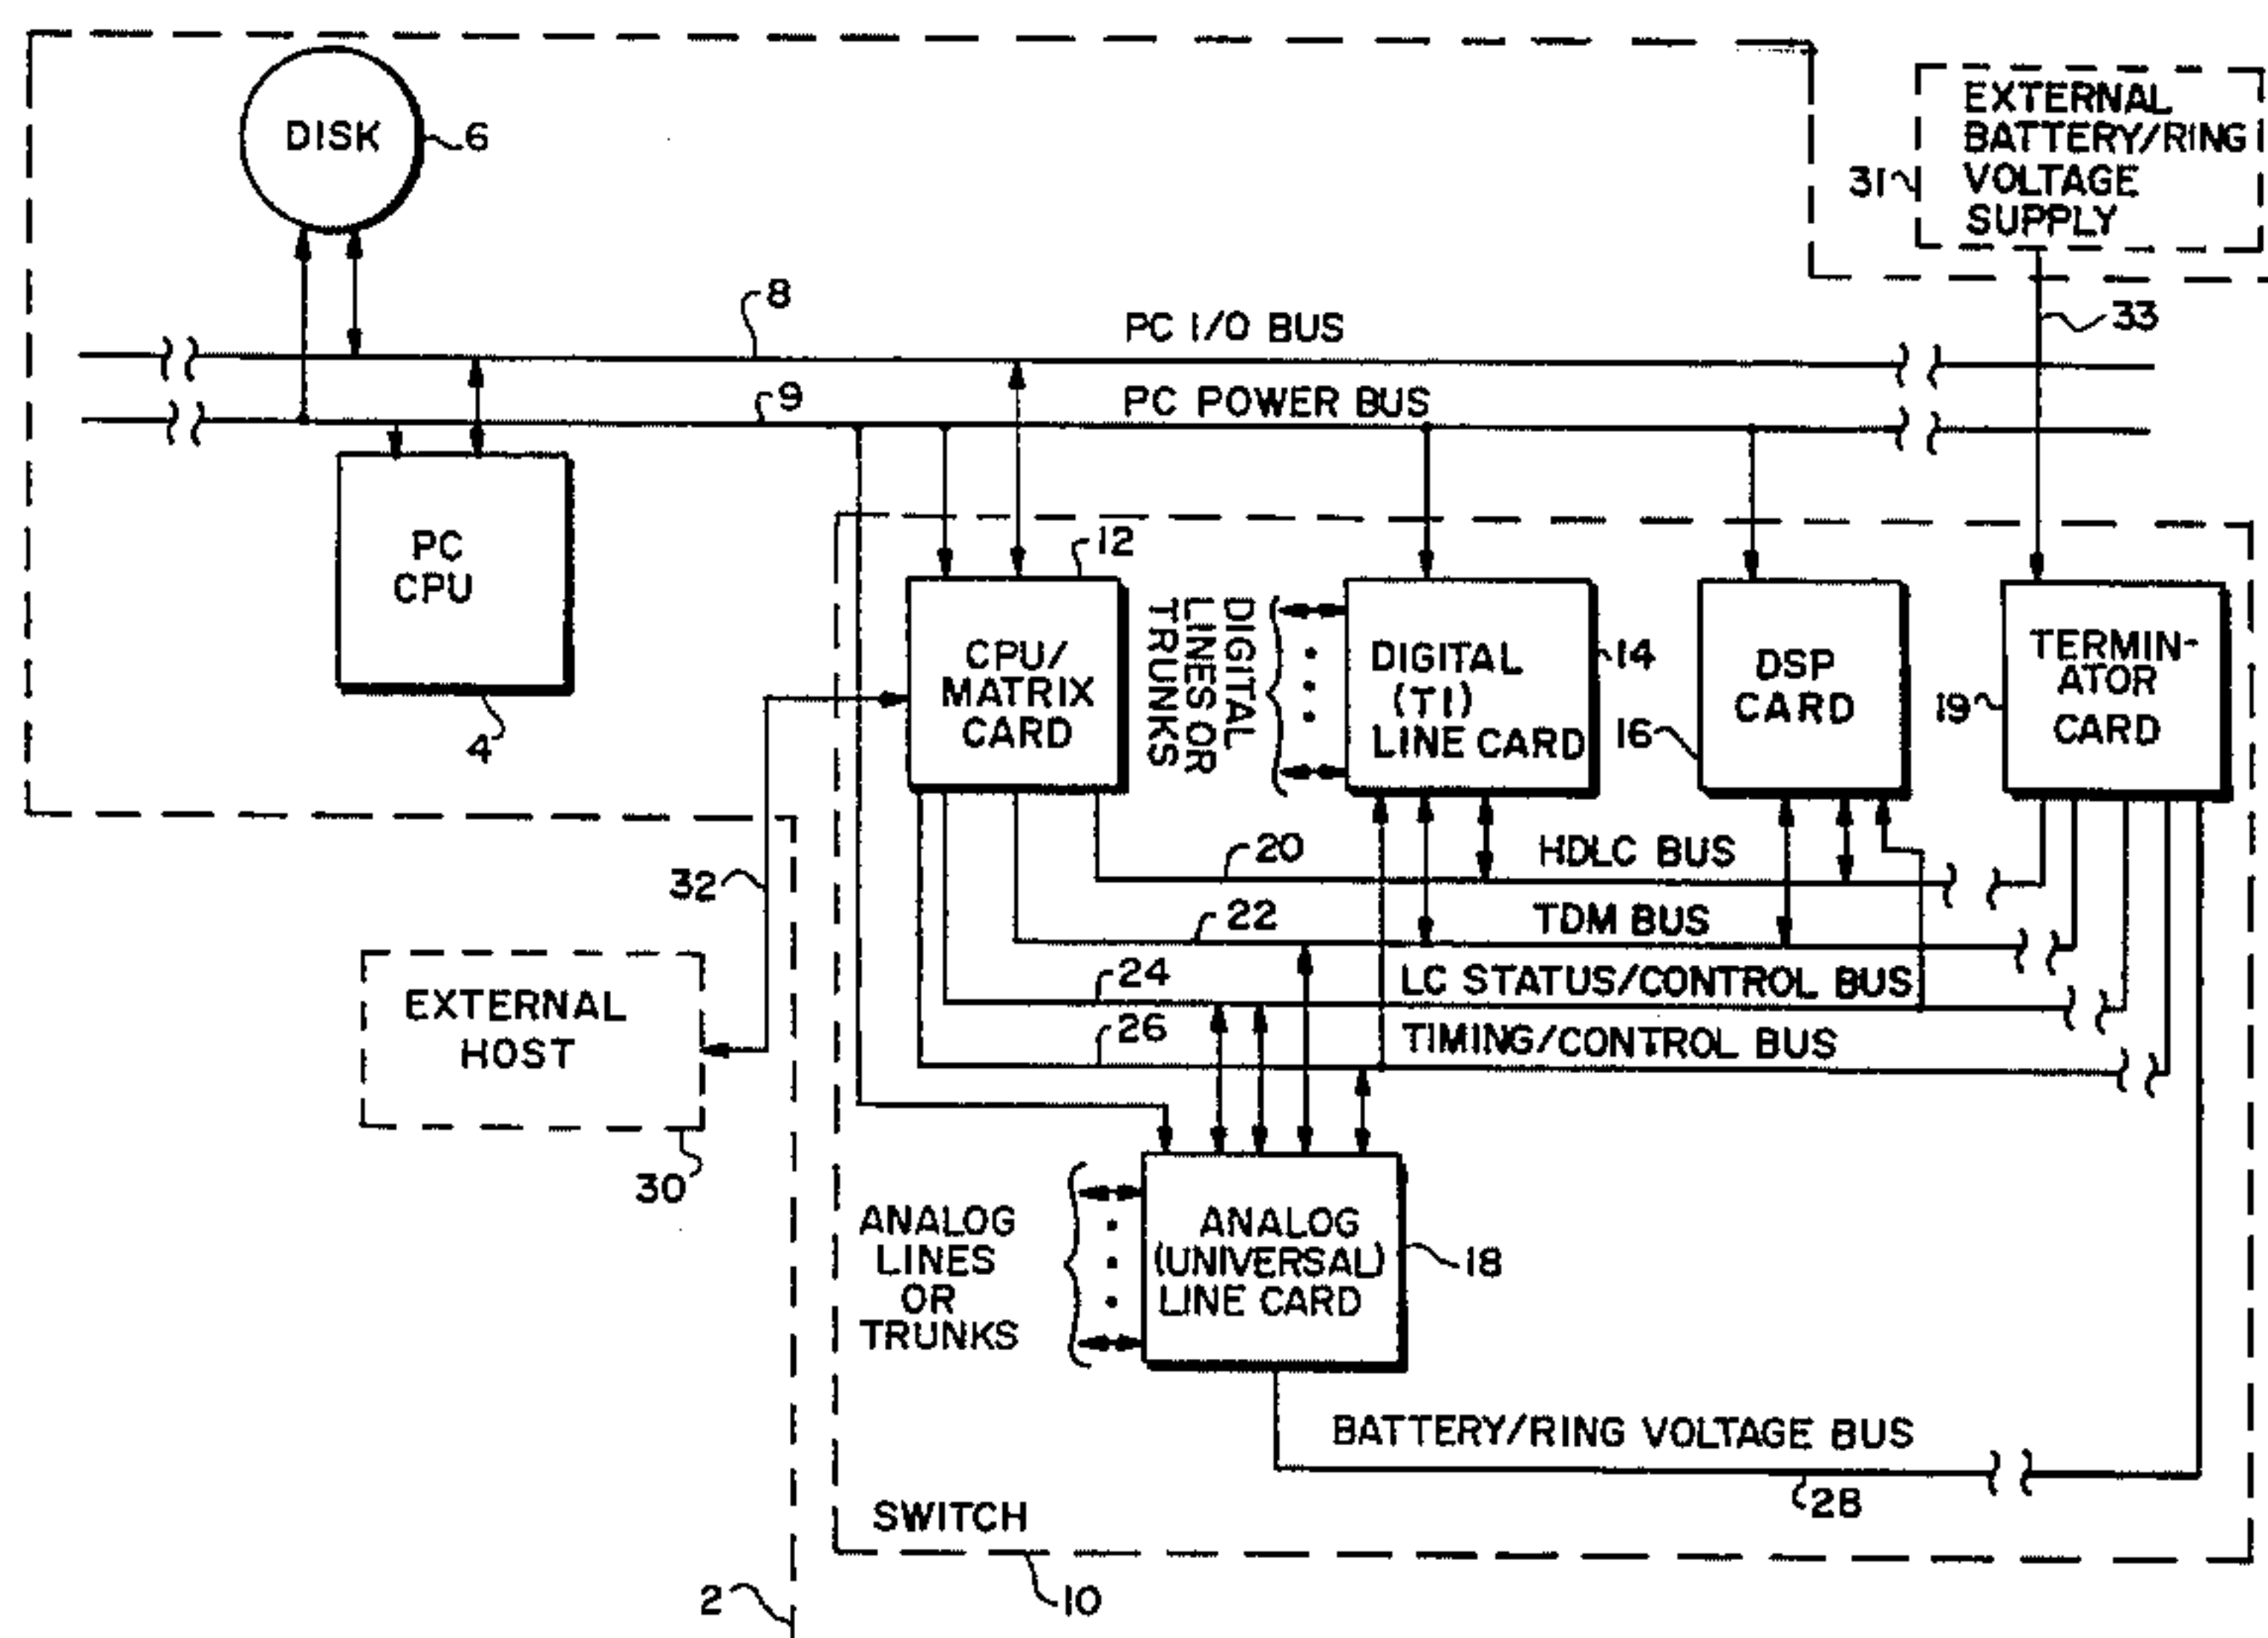 DISK
6
EXTERNAL
BATTERY/RING
VOLTAGE
SUPPLY
31
33
8
PC I/O BUS
9
PC POWER BUS
PC
CPU
4
12
CPU/
MATRIX
CARD
DIGITAL
LINES OR
TRUNKS
DIGITAL
(T1)
LINE CARD
14
DSP
CARD
16
TERMIN-
ATOR
CARD
19
32
20
HDLC BUS
22
TDM BUS
24
LC STATUS/CONTROL BUS
26
TIMING/CONTROL BUS
EXTERNAL
HOST
30
ANALOG
LINES
OR
TRUNKS
ANALOG
(UNIVERSAL)
LINE CARD
18
BATTERY/RING VOLTAGE BUS
28
SWITCH
10
2